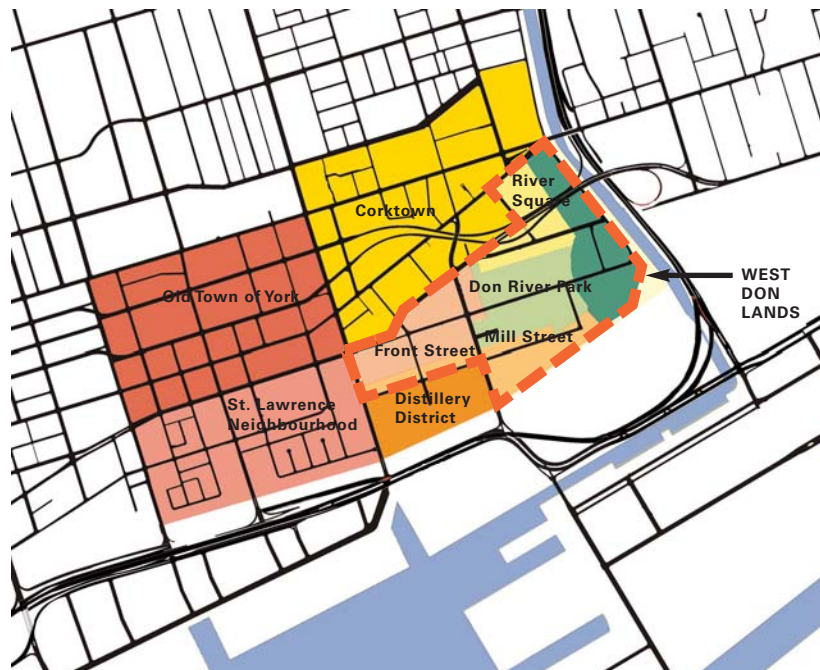 River
Square
Corktown
WEST
DON
LANDS
Don River Park
Old Town of York
Mill Street
Front Street
Distillery
District
St. Lawrence
Neighbourhood